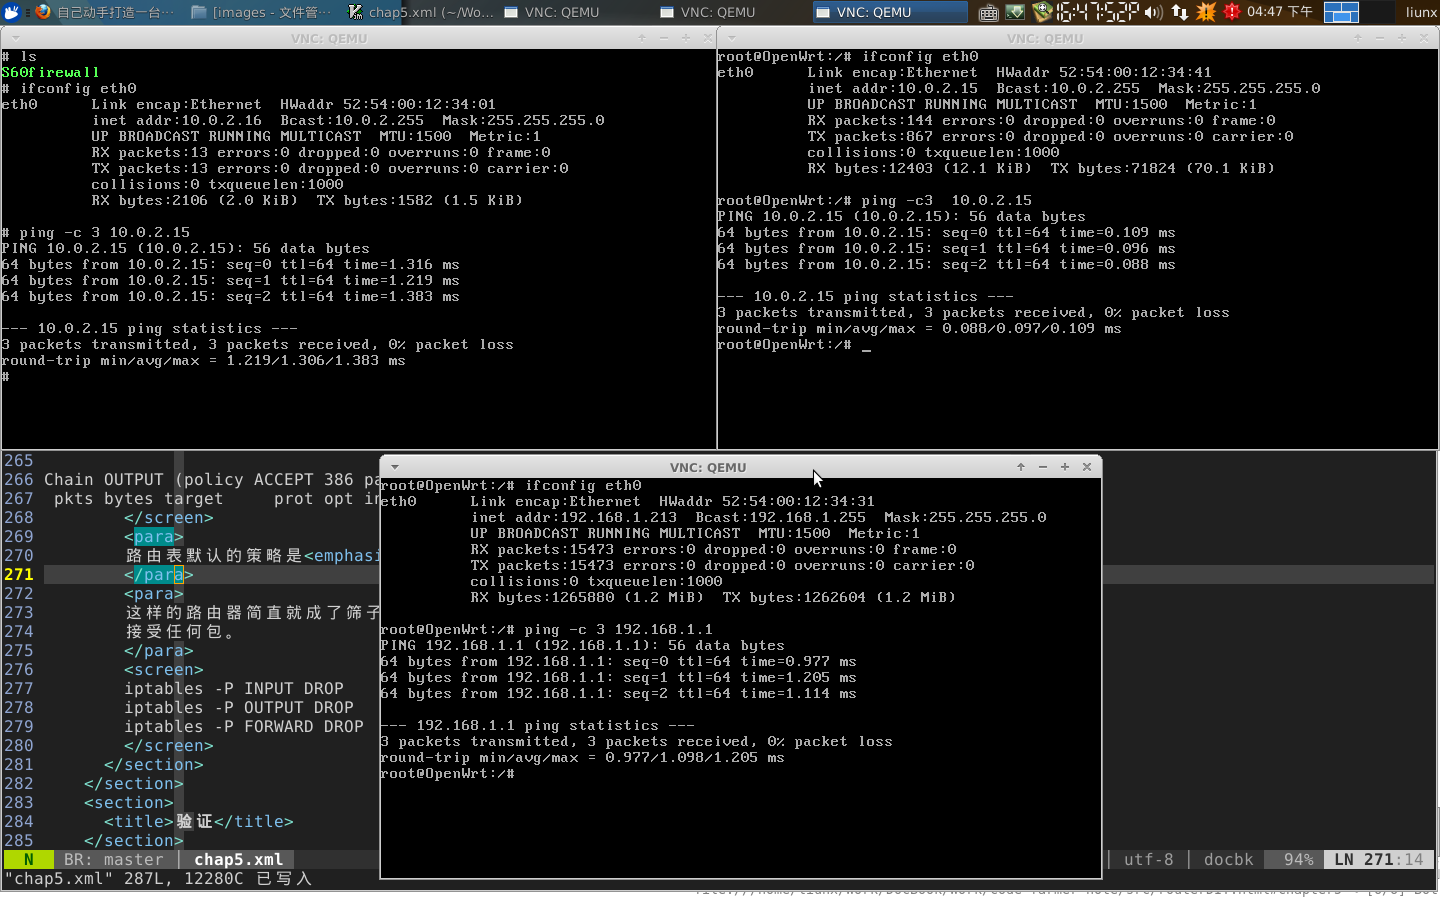 自己动手打造一台…
[images - 文件管…
chap5.xml (~/Wo...
VNC: QEMU
VNC: QEMU
VNC: QEMU
16:47:52P
04:47 下午
liunx
VNC: QEMU
# ls
S60firewall
# ifconfig eth0
eth0      Link encap:Ethernet  HWaddr 52:54:00:12:34:01
          inet addr:10.0.2.16  Bcast:10.0.2.255  Mask:255.255.255.0
          UP BROADCAST RUNNING MULTICAST  MTU:1500  Metric:1
          RX packets:13 errors:0 dropped:0 overruns:0 frame:0
          TX packets:13 errors:0 dropped:0 overruns:0 carrier:0
          collisions:0 txqueuelen:1000
          RX bytes:2106 (2.0 KiB)  TX bytes:1582 (1.5 KiB)
# ping -c 3 10.0.2.15
PING 10.0.2.15 (10.0.2.15): 56 data bytes
64 bytes from 10.0.2.15: seq=0 ttl=64 time=1.316 ms
64 bytes from 10.0.2.15: seq=1 ttl=64 time=1.219 ms
64 bytes from 10.0.2.15: seq=2 ttl=64 time=1.383 ms
--- 10.0.2.15 ping statistics ---
3 packets transmitted, 3 packets received, 0% packet loss
round-trip min/avg/max = 1.219/1.306/1.383 ms
#
VNC: QEMU
root@OpenWrt:/# ifconfig eth0
eth0      Link encap:Ethernet  HWaddr 52:54:00:12:34:41
          inet addr:10.0.2.15  Bcast:10.0.2.255  Mask:255.255.255.0
          UP BROADCAST RUNNING MULTICAST  MTU:1500  Metric:1
          RX packets:144 errors:0 dropped:0 overruns:0 frame:0
          TX packets:867 errors:0 dropped:0 overruns:0 carrier:0
          collisions:0 txqueuelen:1000
          RX bytes:12403 (12.1 KiB)  TX bytes:71824 (70.1 KiB)
root@OpenWrt:/# ping -c3  10.0.2.15
PING 10.0.2.15 (10.0.2.15): 56 data bytes
64 bytes from 10.0.2.15: seq=0 ttl=64 time=0.109 ms
64 bytes from 10.0.2.15: seq=1 ttl=64 time=0.096 ms
64 bytes from 10.0.2.15: seq=2 ttl=64 time=0.088 ms
--- 10.0.2.15 ping statistics ---
3 packets transmitted, 3 packets received, 0% packet loss
round-trip min/avg/max = 0.088/0.097/0.109 ms
root@OpenWrt:/# _
265
266 Chain OUTPUT (policy ACCEPT 386 pa
267  pkts bytes target     prot opt in
268         </screen>
269         <para>
270         路由表默认的策略是<emphasi
271         </para>
272         <para>
273         这样的路由器简直就成了筛子
274         接受任何包。
275         </para>
276         <screen>
277         iptables -P INPUT DROP
278         iptables -P OUTPUT DROP
279         iptables -P FORWARD DROP
280         </screen>
281       </section>
282     </section>
283     <section>
284       <title>验证</title>
285     </section>
N  BR: master | chap5.xml
| utf-8 | docbk  94%  LN 271:14
"chap5.xml" 287L, 12280C 已写入
VNC: QEMU
root@OpenWrt:/# ifconfig eth0
eth0      Link encap:Ethernet  HWaddr 52:54:00:12:34:31
          inet addr:192.168.1.213  Bcast:192.168.1.255  Mask:255.255.255.0
          UP BROADCAST RUNNING MULTICAST  MTU:1500  Metric:1
          RX packets:15473 errors:0 dropped:0 overruns:0 frame:0
          TX packets:15473 errors:0 dropped:0 overruns:0 carrier:0
          collisions:0 txqueuelen:1000
          RX bytes:1265880 (1.2 MiB)  TX bytes:1262604 (1.2 MiB)
root@OpenWrt:/# ping -c 3 192.168.1.1
PING 192.168.1.1 (192.168.1.1): 56 data bytes
64 bytes from 192.168.1.1: seq=0 ttl=64 time=0.977 ms
64 bytes from 192.168.1.1: seq=1 ttl=64 time=1.205 ms
64 bytes from 192.168.1.1: seq=2 ttl=64 time=1.114 ms
--- 192.168.1.1 ping statistics ---
3 packets transmitted, 3 packets received, 0% packet loss
round-trip min/avg/max = 0.977/1.098/1.205 ms
root@OpenWrt:/#